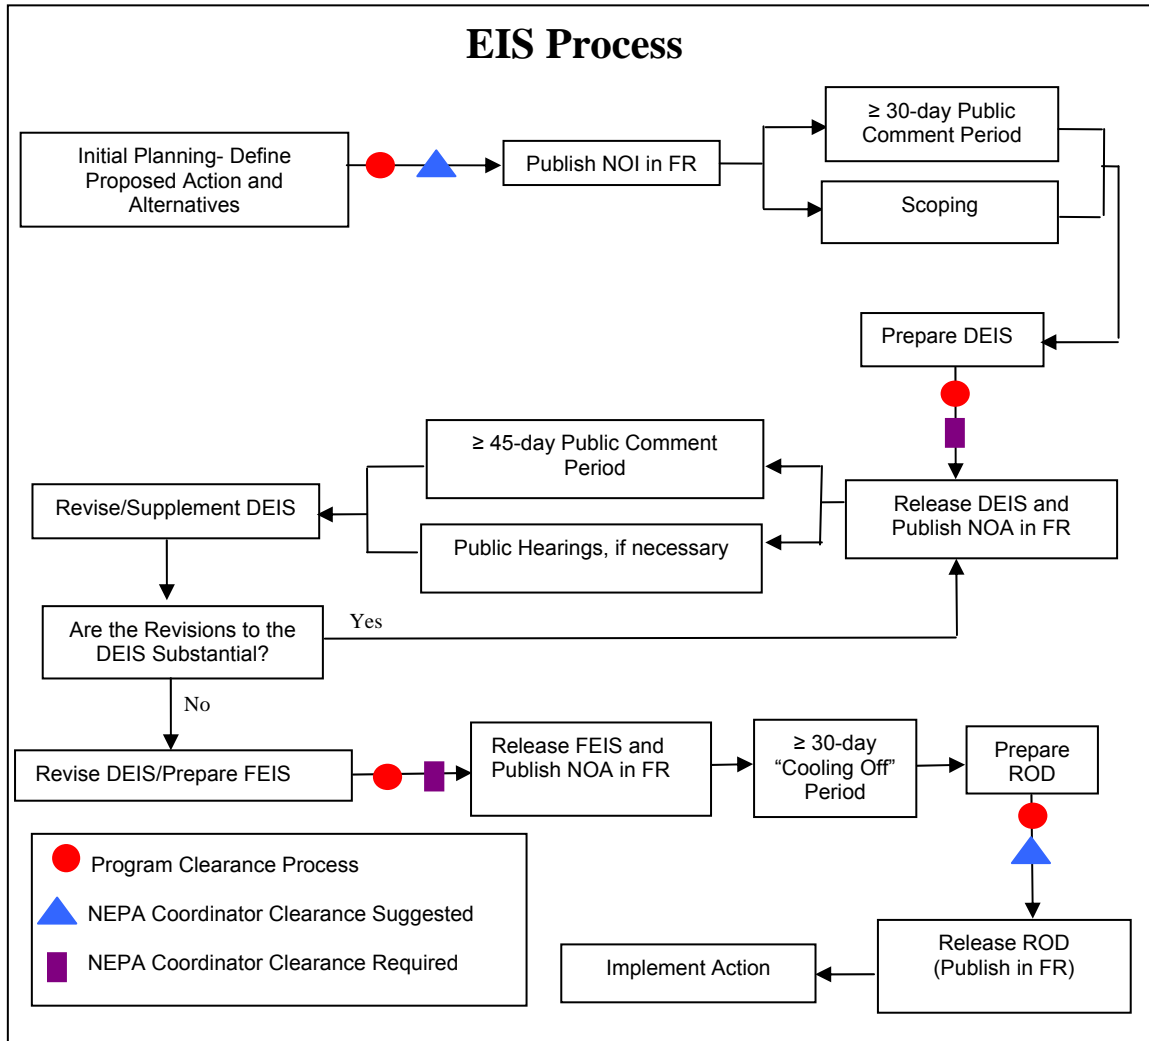 EIS Process
Initial Planning- Define
Proposed Action and
Alternatives
Publish NOI in FR
≥ 30-day Public
Comment Period
Scoping
Prepare DEIS
Release DEIS and
Publish NOA in FR
≥ 45-day Public Comment
Period
Public Hearings, if necessary
Revise/Supplement DEIS
Are the Revisions to the
DEIS Substantial?
Yes
No
Revise DEIS/Prepare FEIS
Release FEIS and
Publish NOA in FR
≥ 30-day
“Cooling Off”
Period
Prepare
ROD
Release ROD
(Publish in FR)
Implement Action
Program Clearance Process
NEPA Coordinator Clearance Suggested
NEPA Coordinator Clearance Required